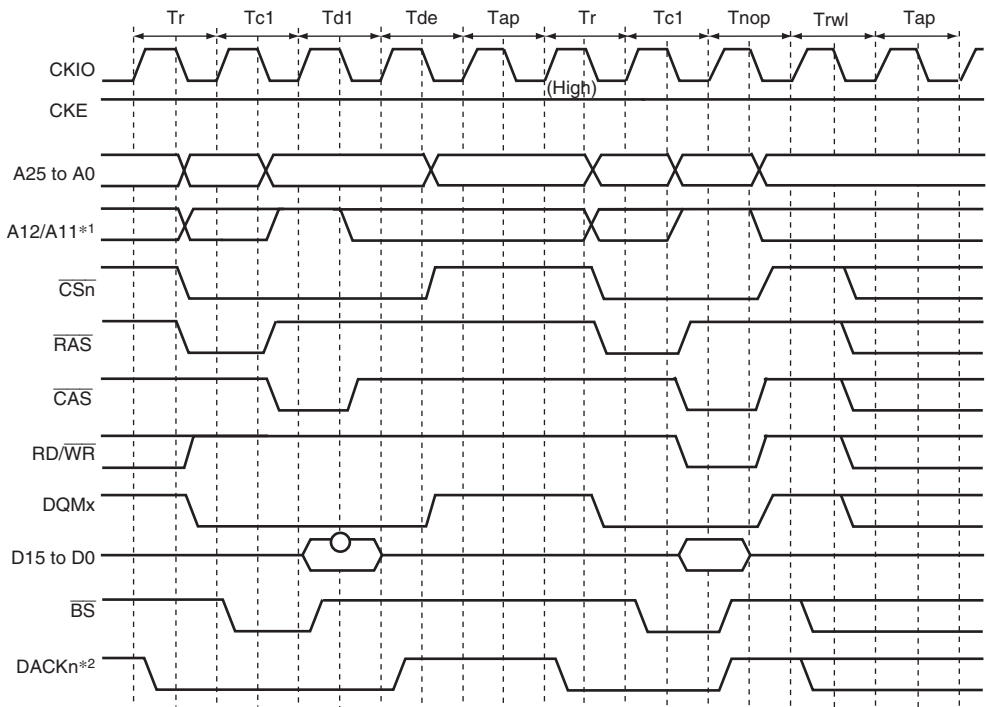 Tr Tc1 Td1 Tde Tap Tr Tc1 Tnop Trwl Tap
CKIO
(High)
CKE
A25 to A0
A12/A11*1
CSn
RAS
CAS
RD/WR
DQMx
D15 to D0
BS
DACKn*2